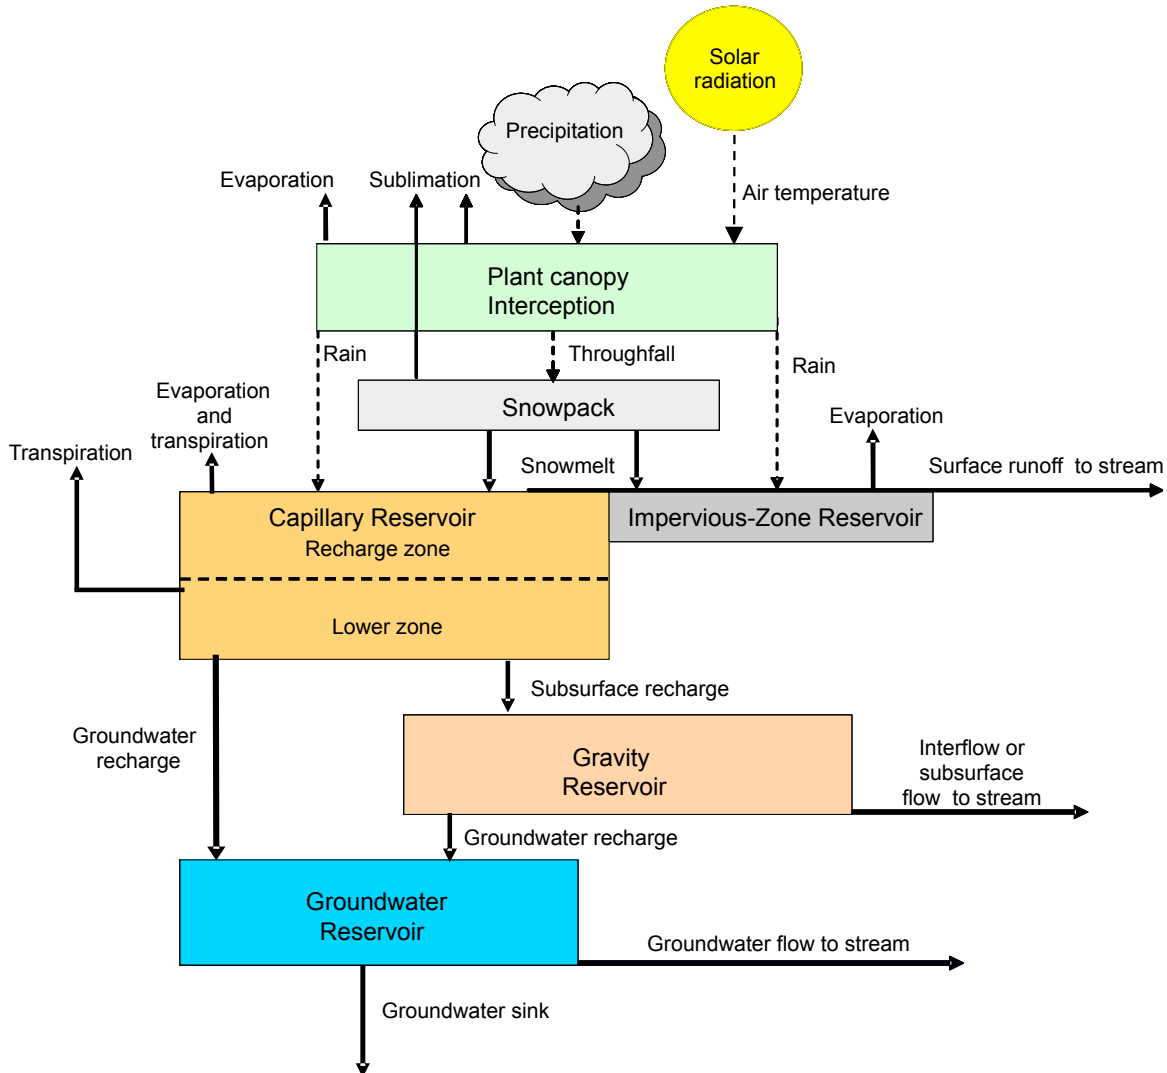 Solar
radiation
Precipitation
Evaporation
Sublimation
Air temperature
Plant canopy
Interception
Rain
Throughfall
Rain
Evaporation
and
transpiration
Snowpack
Evaporation
Transpiration
Snowmelt
Surface runoff to stream
Capillary Reservoir
Recharge zone
Impervious-Zone Reservoir
Lower zone
Subsurface recharge
Groundwater
recharge
Gravity
Reservoir
Interflow or
subsurface
flow to stream
Groundwater recharge
Groundwater
Reservoir
Groundwater flow to stream
Groundwater sink